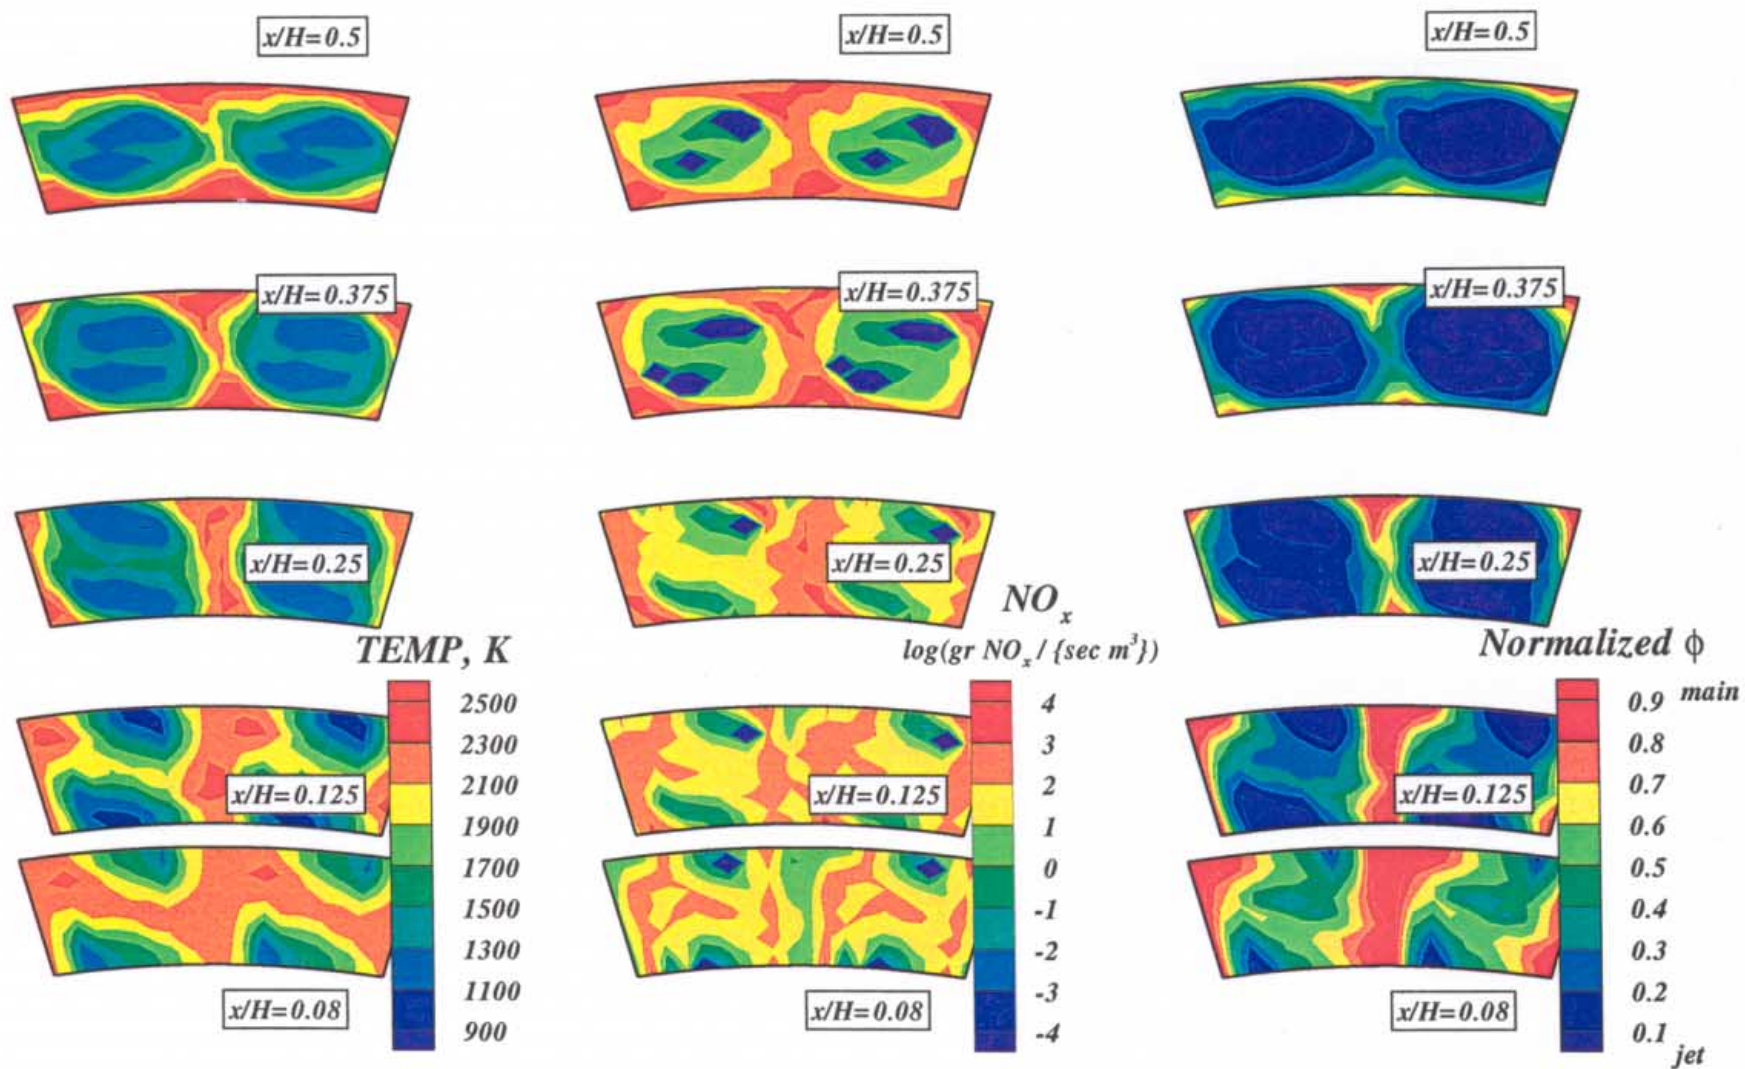 x/H=0.5 x/H=0.5 x/H=0.5
x/H=0.375 x/H=0.375 x/H=0.375
x/H=0.25 x/H=0.25 x/H=0.25
TEMP, K
2500
2300
2100
1900
1700
1500
1300
1100
900
NOx
log(gr NOx / {sec m³})
4
3
2
1
0
-1
-2
-3
-4
Normalized ϕ
0.9 main
0.8
0.7
0.6
0.5
0.4
0.3
0.2
0.1
jet
x/H=0.125 x/H=0.125 x/H=0.125
x/H=0.08 x/H=0.08 x/H=0.08